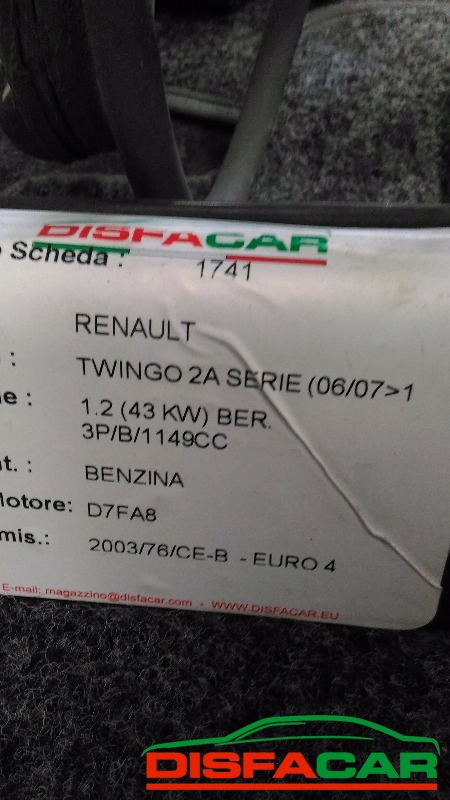 DISFACAR
Scheda : 1741
RENAULT
: TWINGO 2A SERIE (06/07>1
e : 1.2 (43 KW) BER.
3P/B/1149CC
t. : BENZINA
Motore: D7FA8
mis.: 2003/76/CE-B - EURO 4
E-mail: magazzino@disfacar.com - WWW.DISFACAR.EU
DISFACAR